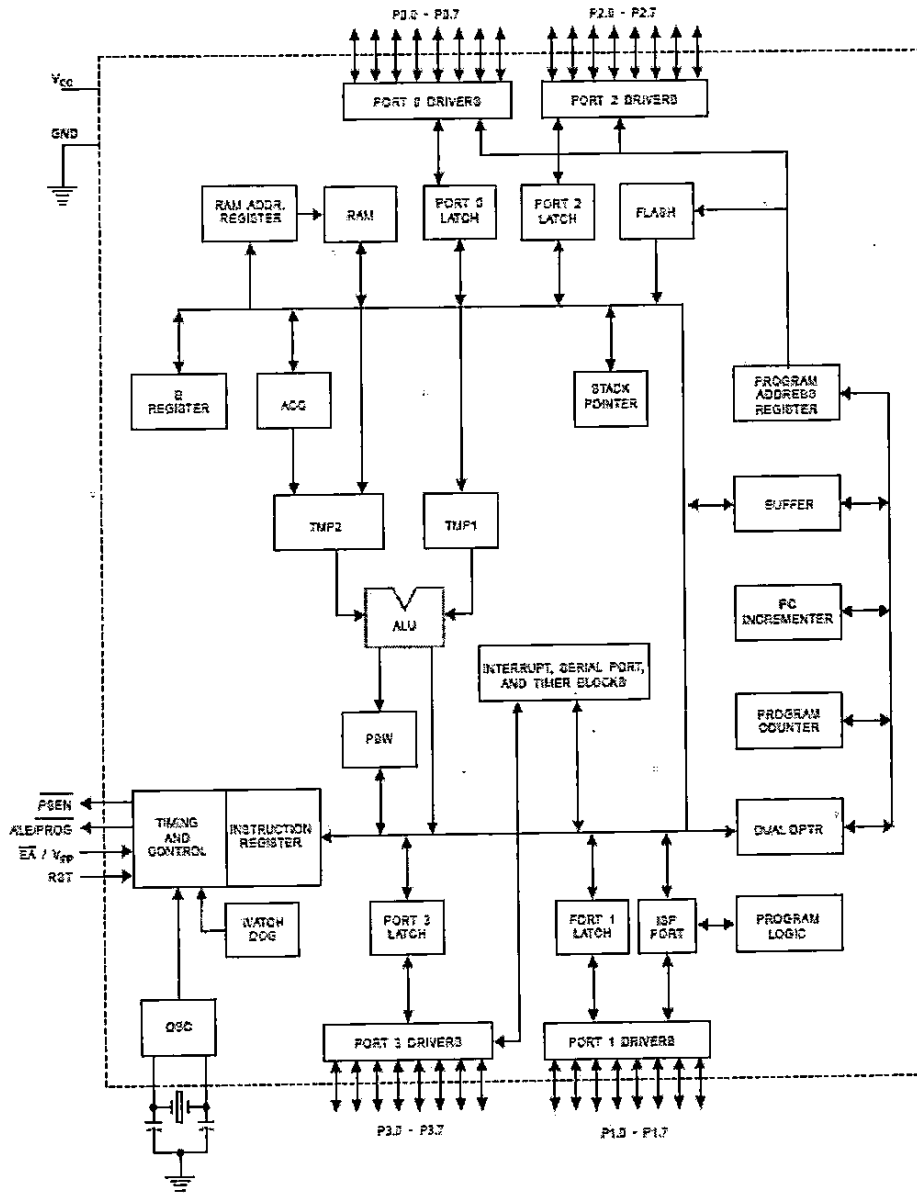 P0.0 - P0.7
P2.0 - P2.7
VCC
PORT 0 DRIVERS
PORT 2 DRIVERS
GND
RAM ADDR.
REGISTER
RAM
PORT 0
LATCH
PORT 2
LATCH
FLASH
B
REGISTER
ACC
STACK
POINTER
PROGRAM
ADDRESS
REGISTER
BUFFER
TMP2
TMP1
ALU
PC
INCREMENTER
INTERRUPT, SERIAL PORT,
AND TIMER BLOCKS
PROGRAM
COUNTER
PSW
PSEN
ALE/PROG
EA / VPP
RST
TIMING
AND
CONTROL
INSTRUCTION
REGISTER
DUAL DPTR
WATCH
DOG
PORT 3
LATCH
PORT 1
LATCH
ISP
PORT
PROGRAM
LOGIC
OSC
PORT 3 DRIVERS
PORT 1 DRIVERS
P3.0 - P3.7
P1.0 - P1.7